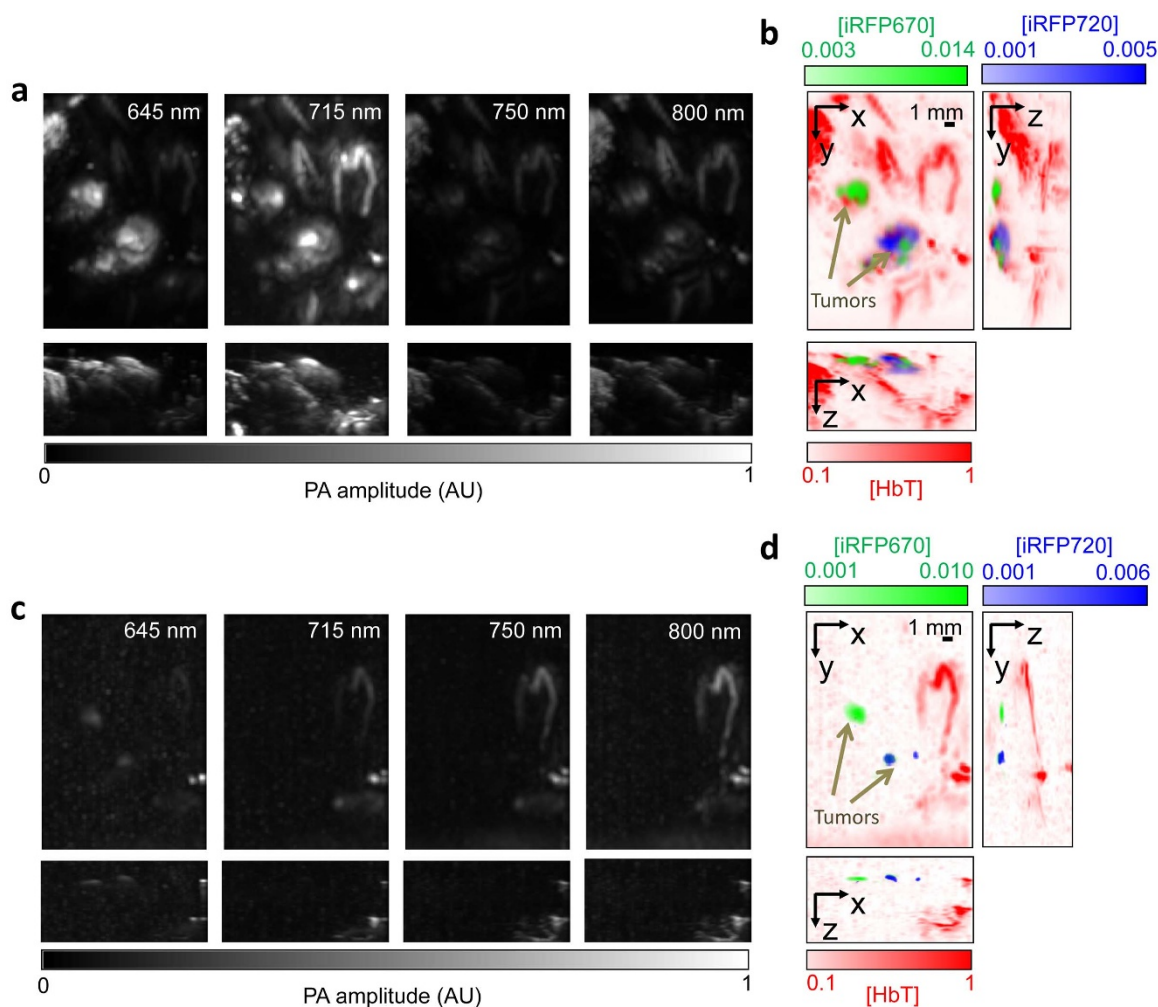 a
645 nm
715 nm
750 nm
800 nm
0
1
PA amplitude (AU)
b
[iRFP670]
[iRFP720]
0.003
0.014
0.001
0.005
x
y
1 mm
Tumors
z
y
x
z
0.1
1
[HbT]
c
645 nm
715 nm
750 nm
800 nm
0
1
PA amplitude (AU)
d
[iRFP670]
[iRFP720]
0.001
0.010
0.001
0.006
x
y
1 mm
Tumors
z
y
x
z
0.1
1
[HbT]